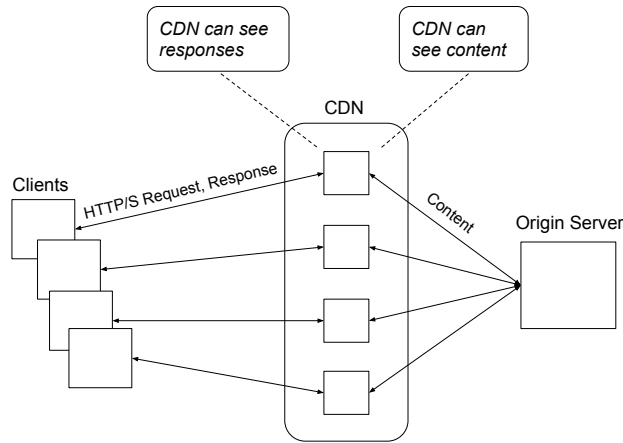 CDN can see
responses
CDN can
see content
CDN
Clients
HTTP/S Request, Response
Content
Origin Server